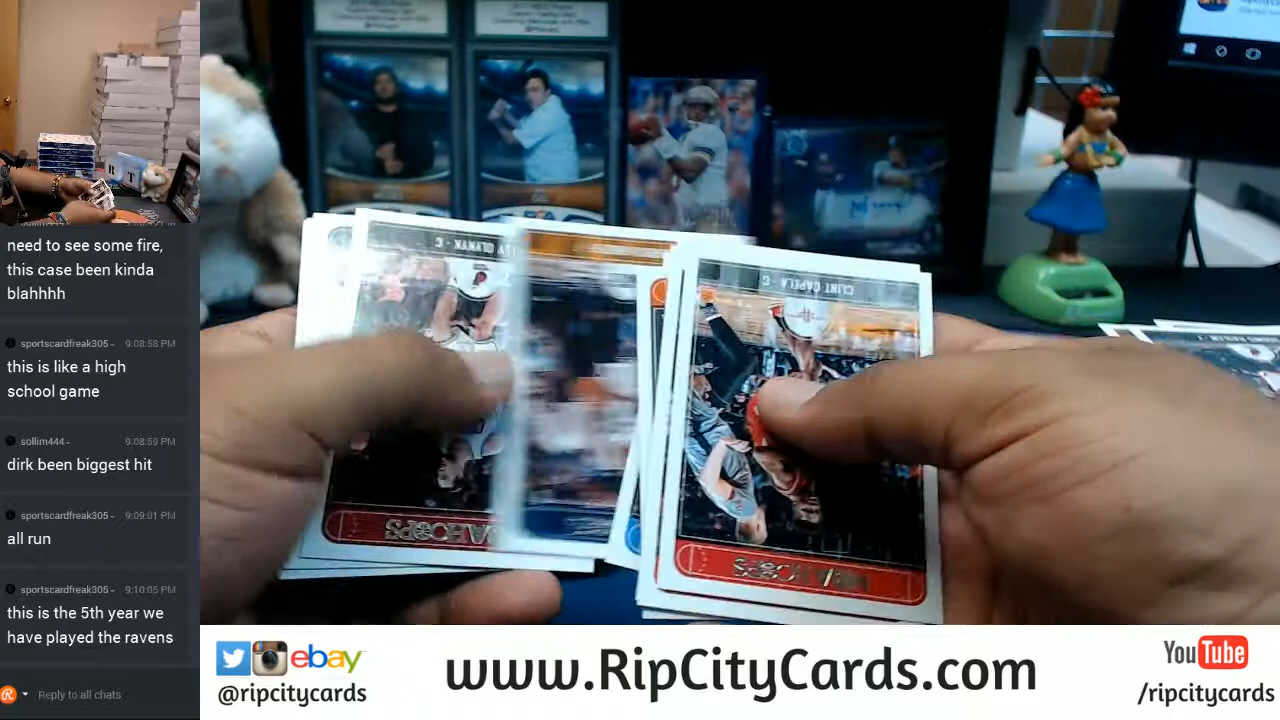 need to see some fire,
this case been kinda
blahhhh
sportscardfreak305 - 9:08:58 PM
this is like a high
school game
sollim444 - 9:08:59 PM
dirk been biggest hit
sportscardfreak305 - 9:09:01 PM
all run
sportscardfreak305 - 9:10:05 PM
this is the 5th year we
have played the ravens
Reply to all chats
CLINT CAPELA - C
NBA HOOPS
ebay
@ripcitycards
www.RipCityCards.com
YouTube
/ripcitycards